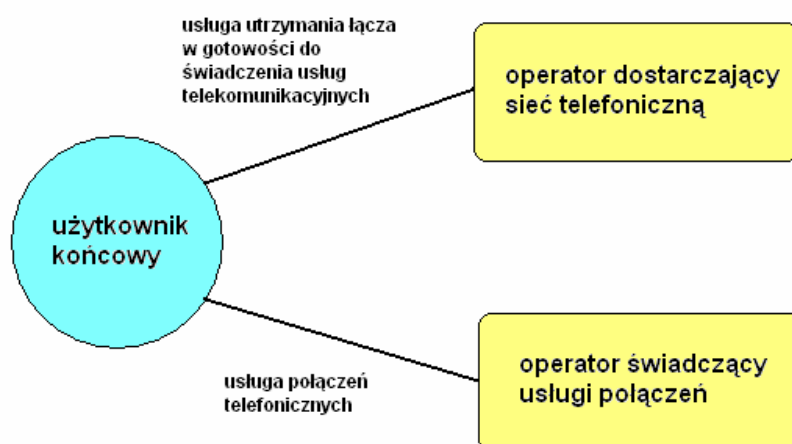 usługa utrzymania łącza
w gotowości do
świadczenia usług
telekomunikacyjnych
operator dostarczający
sieć telefoniczną
użytkownik
końcowy
operator świadczący
usługi połączeń
usługa połączeń
telefonicznych